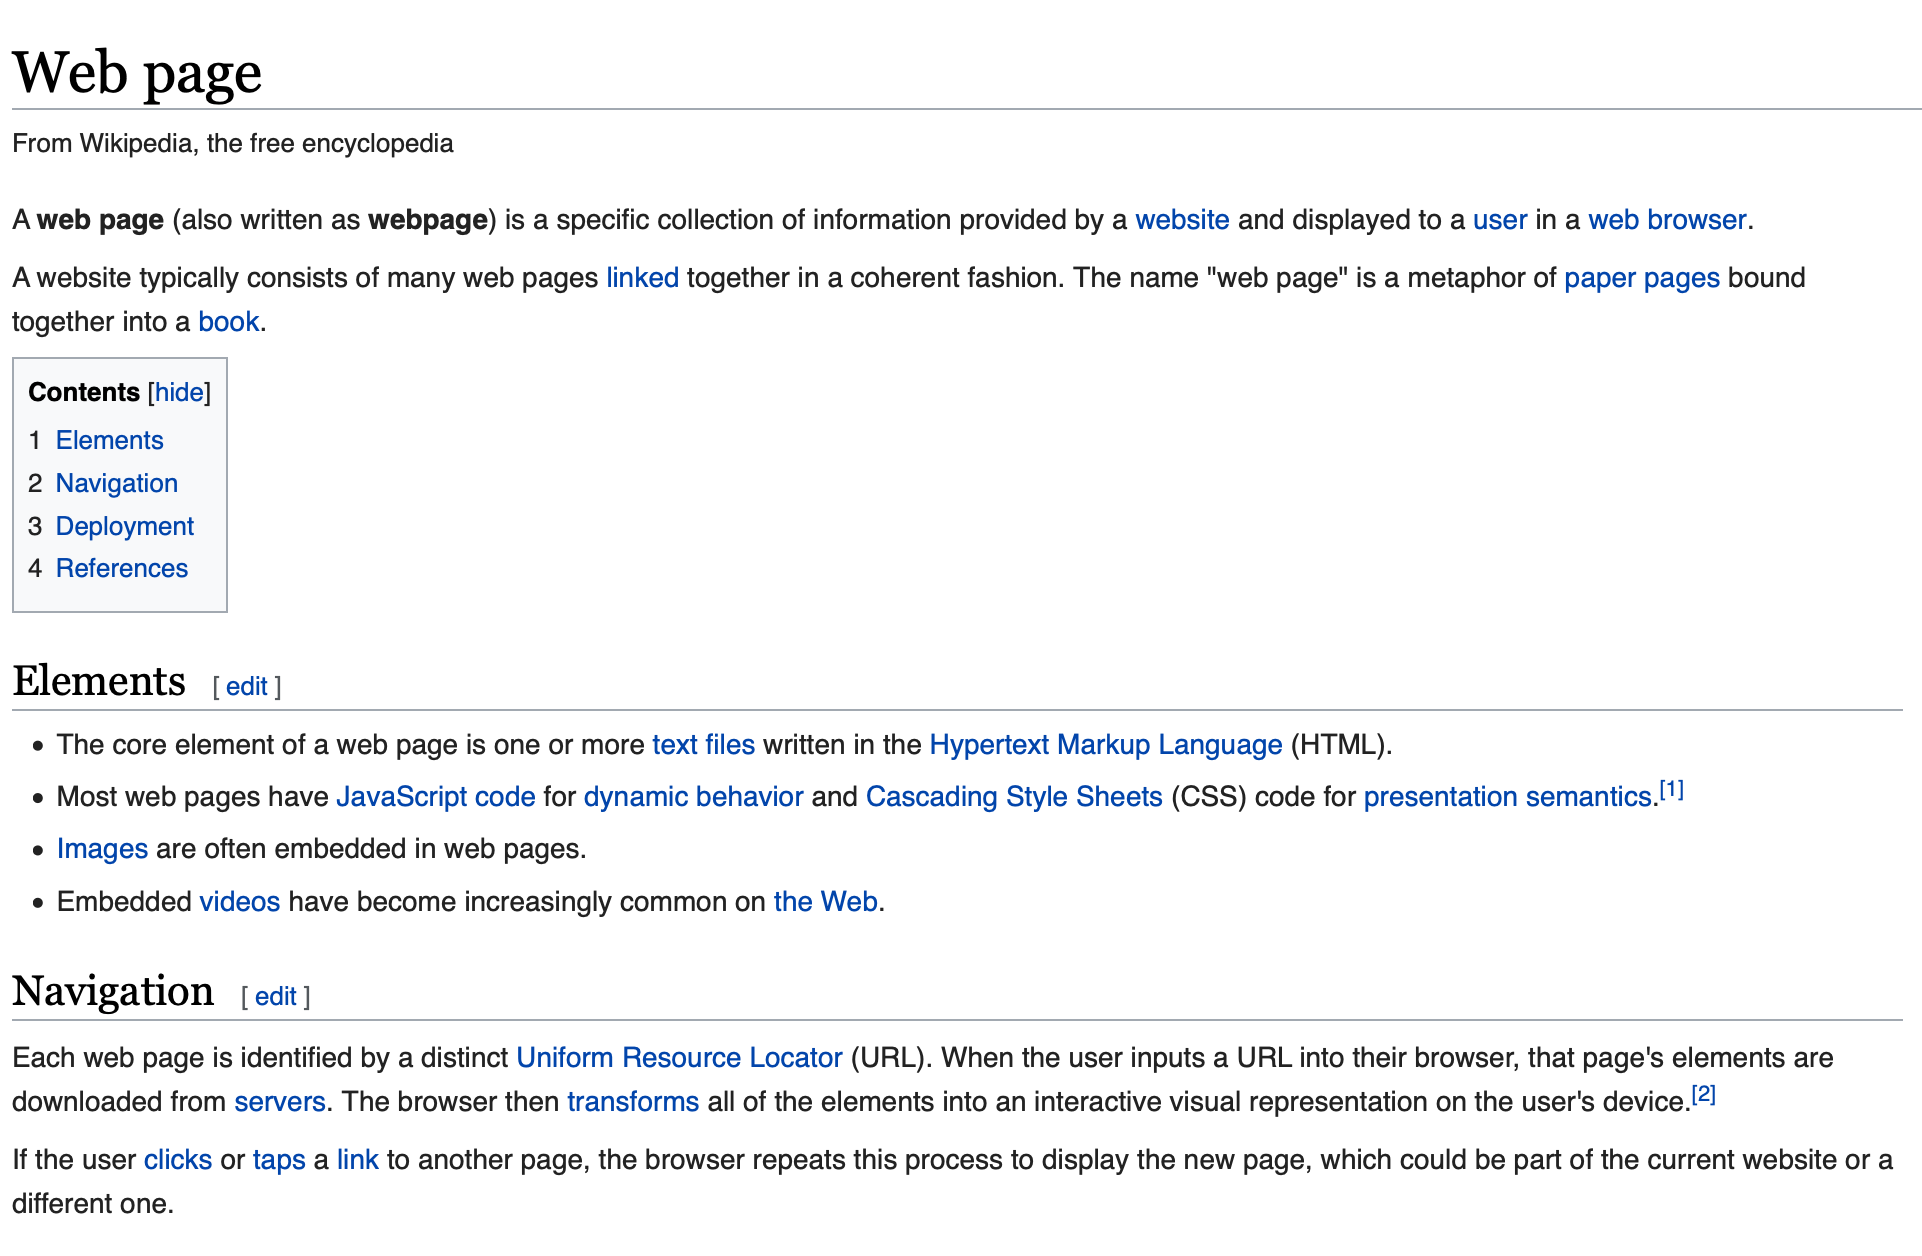 Web page
From Wikipedia, the free encyclopedia
A web page (also written as webpage) is a specific collection of information provided by a website and displayed to a user in a web browser.
A website typically consists of many web pages linked together in a coherent fashion. The name "web page" is a metaphor of paper pages bound
together into a book.
Contents [hide]
1 Elements
2 Navigation
3 Deployment
4 References
Elements [ edit ]
• The core element of a web page is one or more text files written in the Hypertext Markup Language (HTML).
• Most web pages have JavaScript code for dynamic behavior and Cascading Style Sheets (CSS) code for presentation semantics.[1]
• Images are often embedded in web pages.
• Embedded videos have become increasingly common on the Web.
Navigation [ edit ]
Each web page is identified by a distinct Uniform Resource Locator (URL). When the user inputs a URL into their browser, that page's elements are
downloaded from servers. The browser then transforms all of the elements into an interactive visual representation on the user's device.[2]
If the user clicks or taps a link to another page, the browser repeats this process to display the new page, which could be part of the current website or a
different one.